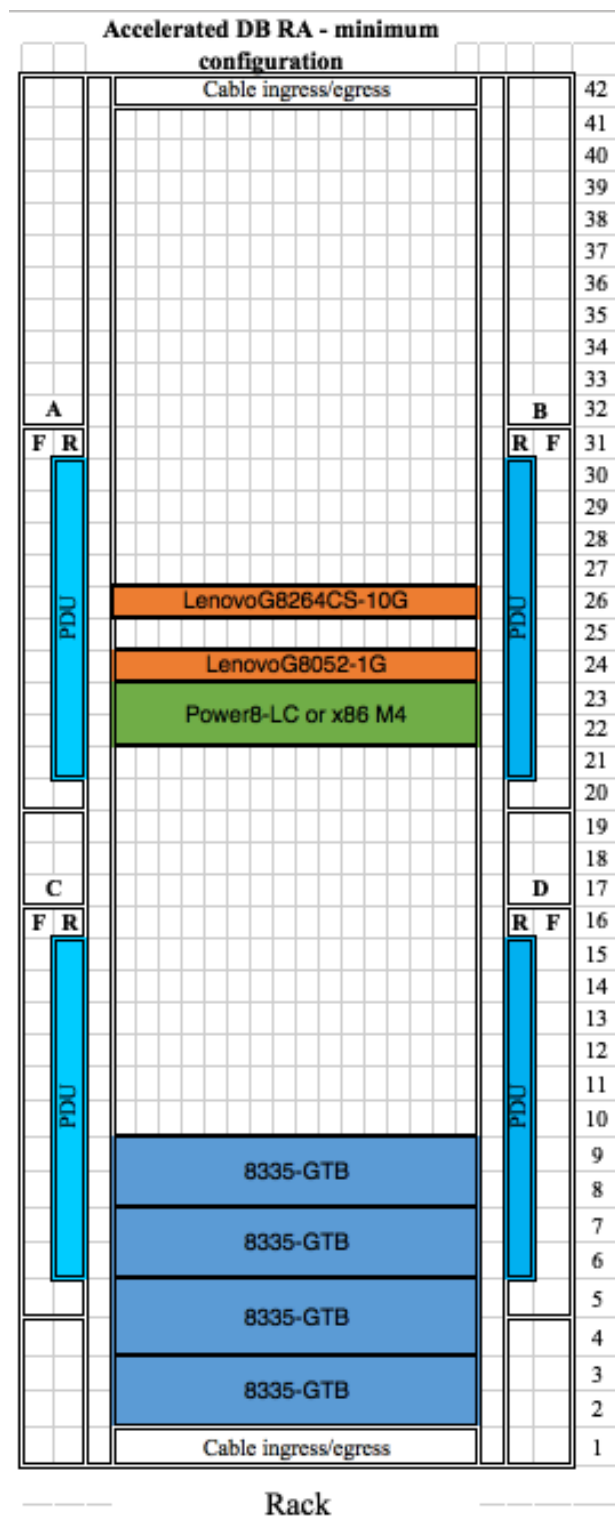 Accelerated DB RA - minimum
configuration
Cable ingress/egress 42
41
40
39
38
37
36
35
34
33
A B 32
F R R F 31
30
29
28
27
LenovoG8264CS-10G 26
PDU PDU 25
LenovoG8052-1G 24
23
Power8-LC or x86 M4 22
21
20
19
18
C D 17
F R R F 16
15
14
13
12
11
PDU PDU 10
8335-GTB 9
8
8335-GTB 7
6
8335-GTB 5
4
8335-GTB 3
2
Cable ingress/egress 1
Rack